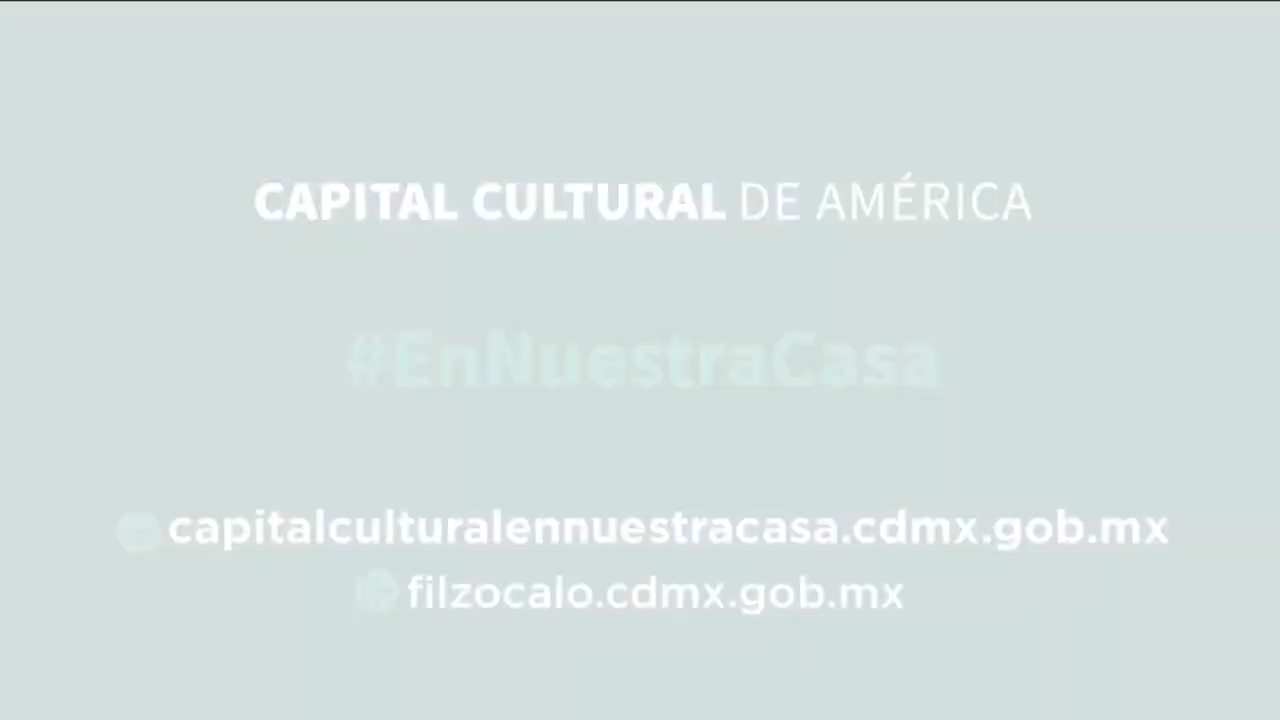 CAPITAL CULTURAL DE AMÉRICA
#EnNuestraCasa
capitalculturalennuestracasa.cdmx.gob.mx
filzocalo.cdmx.gob.mx